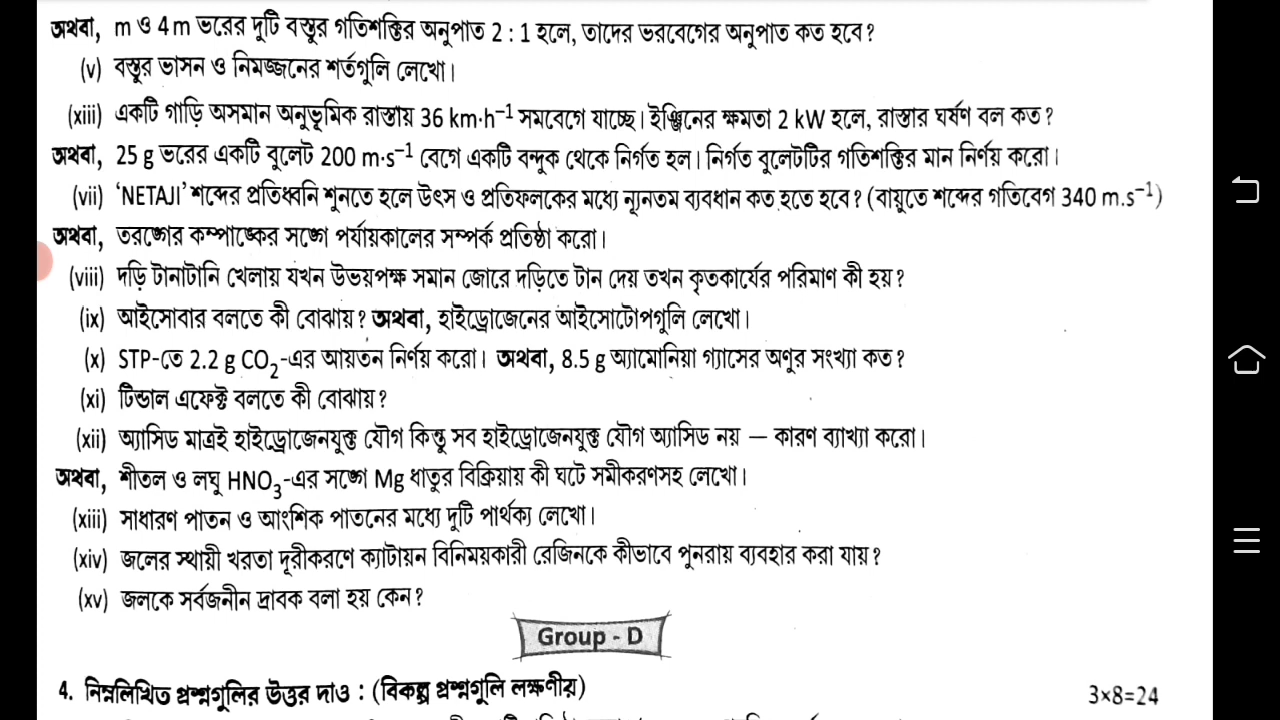 অথবা, m ও 4m ভরের দুটি বস্তুর গতিশক্তির অনুপাত 2 : 1 হলে, তাদের ভরবেগের অনুপাত কত হবে?
(v) বস্তুর ভাসন ও নিমজ্জনের শর্তগুলি লেখো।
(xiii) একটি গাড়ি অসমান অনুভূমিক রাস্তায় 36 km·h⁻¹ সমবেগে যাচ্ছে। ইঞ্জিনের ক্ষমতা 2 kW হলে, রাস্তার ঘর্ষণ বল কত?
অথবা, 25 g ভরের একটি বুলেট 200 m·s⁻¹ বেগে একটি বন্দুক থেকে নির্গত হল। নির্গত বুলেটটির গতিশক্তির মান নির্ণয় করো।
(vii) ‘NETAJI’ শব্দের প্রতিধ্বনি শুনতে হলে উৎস ও প্রতিফলকের মধ্যে ন্যূনতম ব্যবধান কত হতে হবে? (বায়ুতে শব্দের গতিবেগ 340 m.s⁻¹)
অথবা, তরঙ্গের কম্পাঙ্কের সঙ্গে পর্যায়কালের সম্পর্ক প্রতিষ্ঠা করো।
(viii) দড়ি টানাটানি খেলায় যখন উভয়পক্ষ সমান জোরে দড়িতে টান দেয় তখন কৃতকার্যের পরিমাণ কী হয়?
(ix) আইসোবার বলতে কী বোঝায়? অথবা, হাইড্রোজেনের আইসোটোপগুলি লেখো।
(x) STP-তে 2.2 g CO₂-এর আয়তন নির্ণয় করো। অথবা, 8.5 g অ্যামোনিয়া গ্যাসের অণুর সংখ্যা কত?
(xi) টিন্ডাল এফেক্ট বলতে কী বোঝায়?
(xii) অ্যাসিড মাত্রই হাইড্রোজেনযুক্ত যৌগ কিন্তু সব হাইড্রোজেনযুক্ত যৌগ অ্যাসিড নয় — কারণ ব্যাখ্যা করো।
অথবা, শীতল ও লঘু HNO₃-এর সঙ্গে Mg ধাতুর বিক্রিয়ায় কী ঘটে সমীকরণসহ লেখো।
(xiii) সাধারণ পাতন ও আংশিক পাতনের মধ্যে দুটি পার্থক্য লেখো।
(xiv) জলের স্থায়ী খরতা দূরীকরণে ক্যাটায়ন বিনিময়কারী রেজিনকে কীভাবে পুনরায় ব্যবহার করা যায়?
(xv) জলকে সর্বজনীন দ্রাবক বলা হয় কেন?
Group - D
4. নিম্নলিখিত প্রশ্নগুলির উত্তর দাও : (বিকল্প প্রশ্নগুলি লক্ষণীয়) 3×8=24